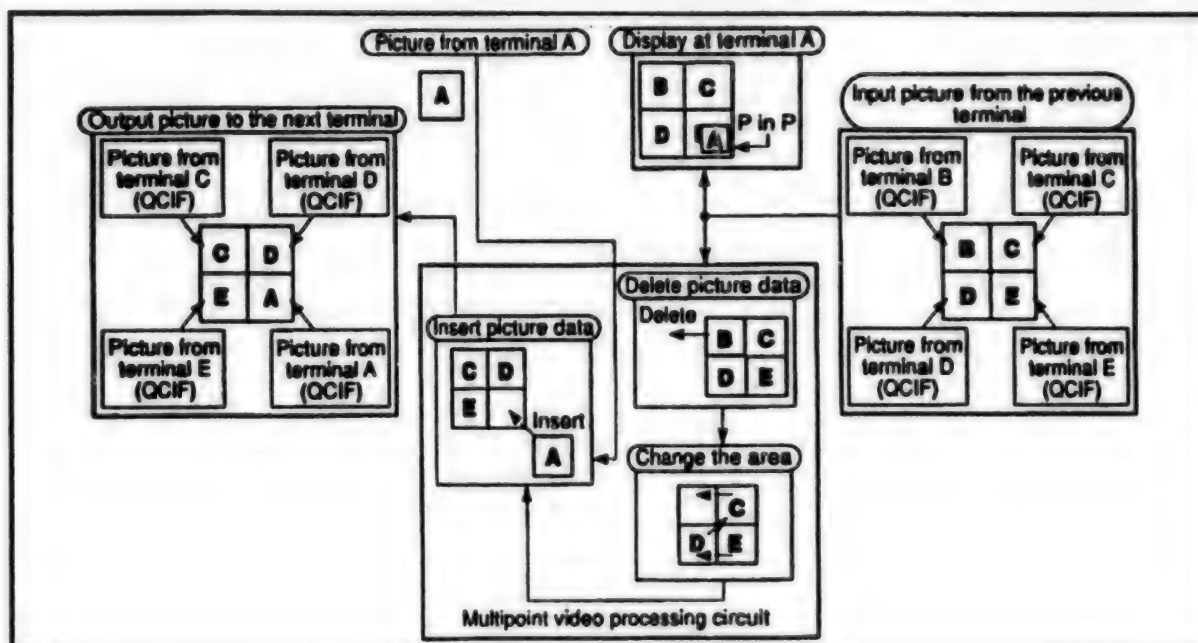 Picture from terminal A
A
Display at terminal A
B C
D A
P in P
Output picture to the next terminal
Picture from
terminal C
(QCIF)
Picture from
terminal D
(QCIF)
C D
E A
Picture from
terminal E
(QCIF)
Picture from
terminal A
(QCIF)
Input picture from the previous
terminal
Picture from
terminal B
(QCIF)
Picture from
terminal C
(QCIF)
B C
D E
Picture from
terminal D
(QCIF)
Picture from
terminal E
(QCIF)
Delete picture data
Delete
B C
D E
Insert picture data
C D
E
Insert
A
Change the area
C
D E
Multipoint video processing circuit